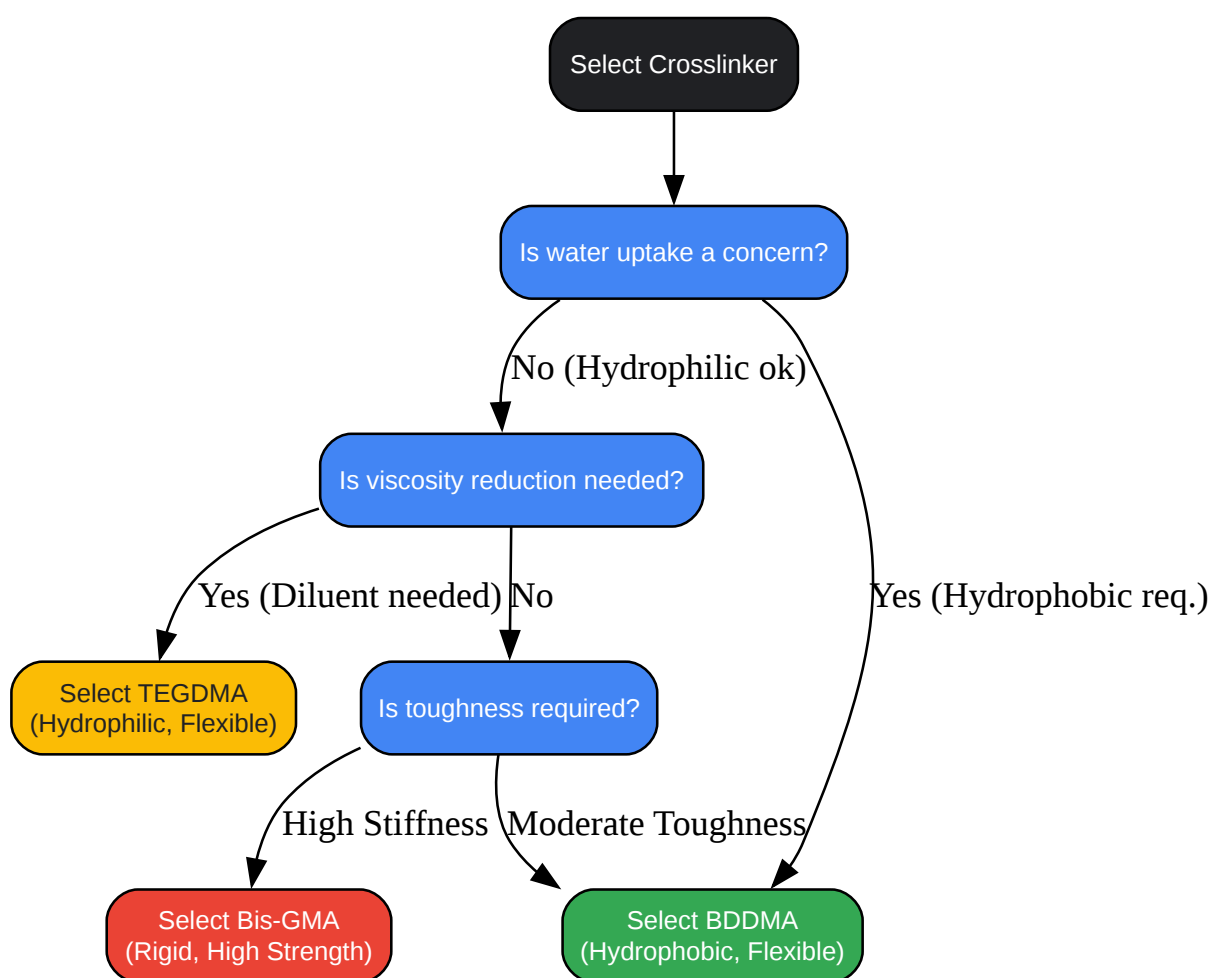 Select Crosslinker
Is water uptake a concern?
No (Hydrophilic ok)
Is viscosity reduction needed?
Yes (Diluent needed)
No
Yes (Hydrophobic req.)
Select TEGDMA
(Hydrophilic, Flexible)
Is toughness required?
High Stiffness
Moderate Toughness
Select Bis-GMA
(Rigid, High Strength)
Select BDDMA
(Hydrophobic, Flexible)